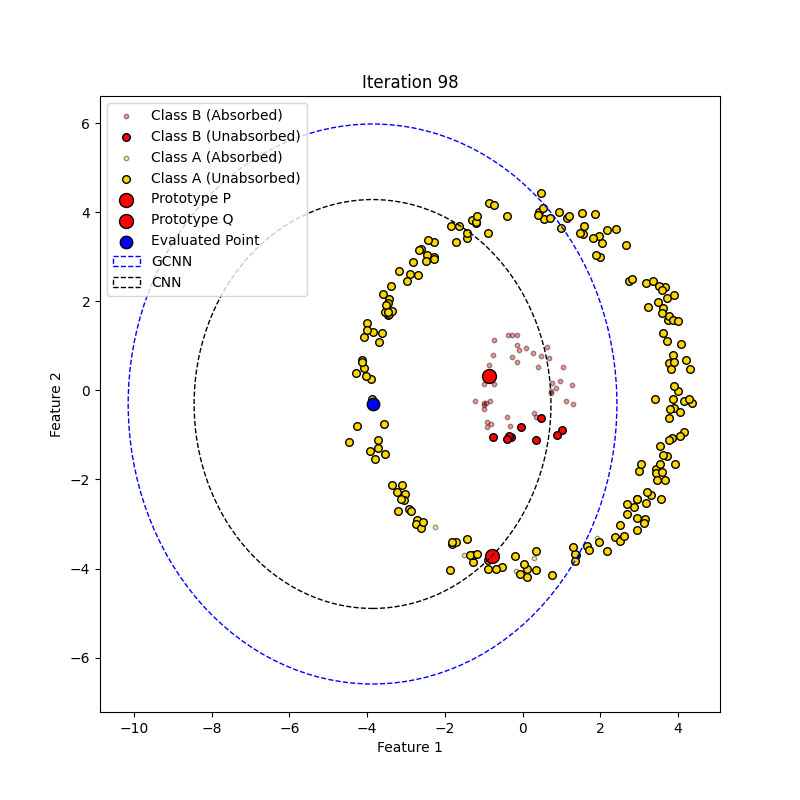 Iteration 98
Class B (Absorbed)
Class B (Unabsorbed)
Class A (Absorbed)
Class A (Unabsorbed)
Prototype P
Prototype Q
Evaluated Point
GCNN
CNN
6
4
2
0
−2
−4
−6
Feature 2
−10 −8 −6 −4 −2 0 2 4
Feature 1